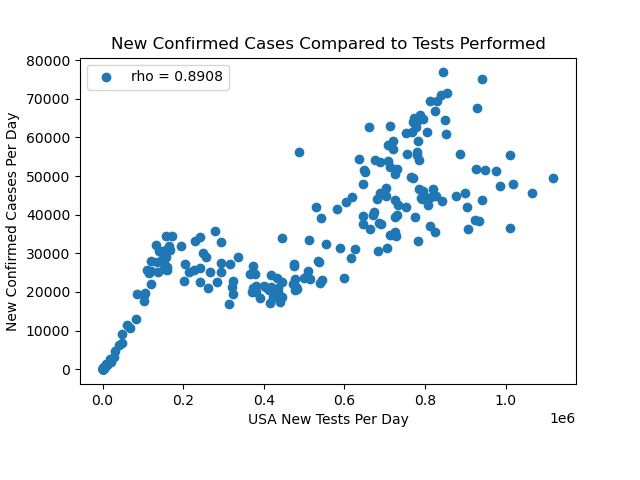 New Confirmed Cases Compared to Tests Performed
rho = 0.8908
80000
70000
60000
50000
40000
30000
20000
10000
0
New Confirmed Caeses Per Day
0.0 0.2 0.4 0.6 0.8 1.0
1e6
USA New Tests Per Day